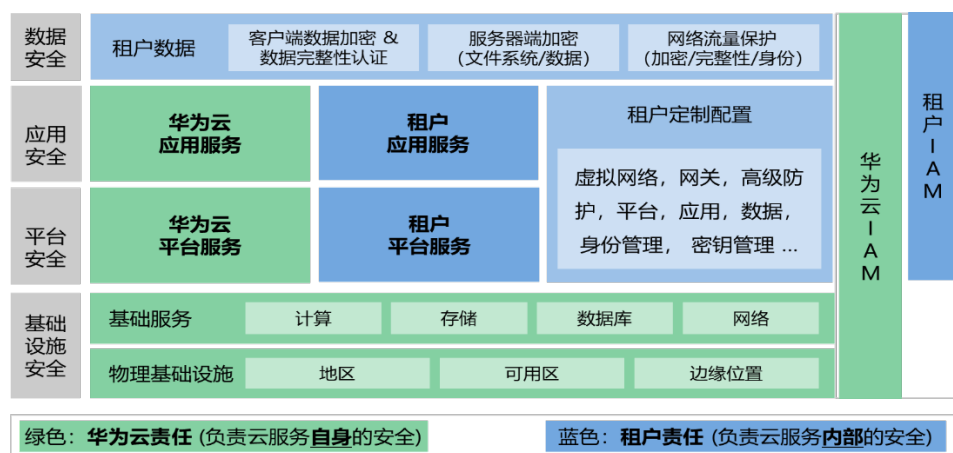 数据
安全
租户数据
客户端数据加密 &
数据完整性认证
服务器端加密
(文件系统/数据)
网络流量保护
(加密/完整性/身份)
应用
安全
华为云
应用服务
租户
应用服务
租户定制配置
虚拟网络，网关，高级防
护，平台，应用，数据，
身份管理， 密钥管理 ...
平台
安全
华为云
平台服务
租户
平台服务
基础
设施
安全
基础服务
计算
存储
数据库
网络
物理基础设施
地区
可用区
边缘位置
华为云IAM
租户IAM
绿色：华为云责任 (负责云服务自身的安全)
蓝色：租户责任 (负责云服务内部的安全)